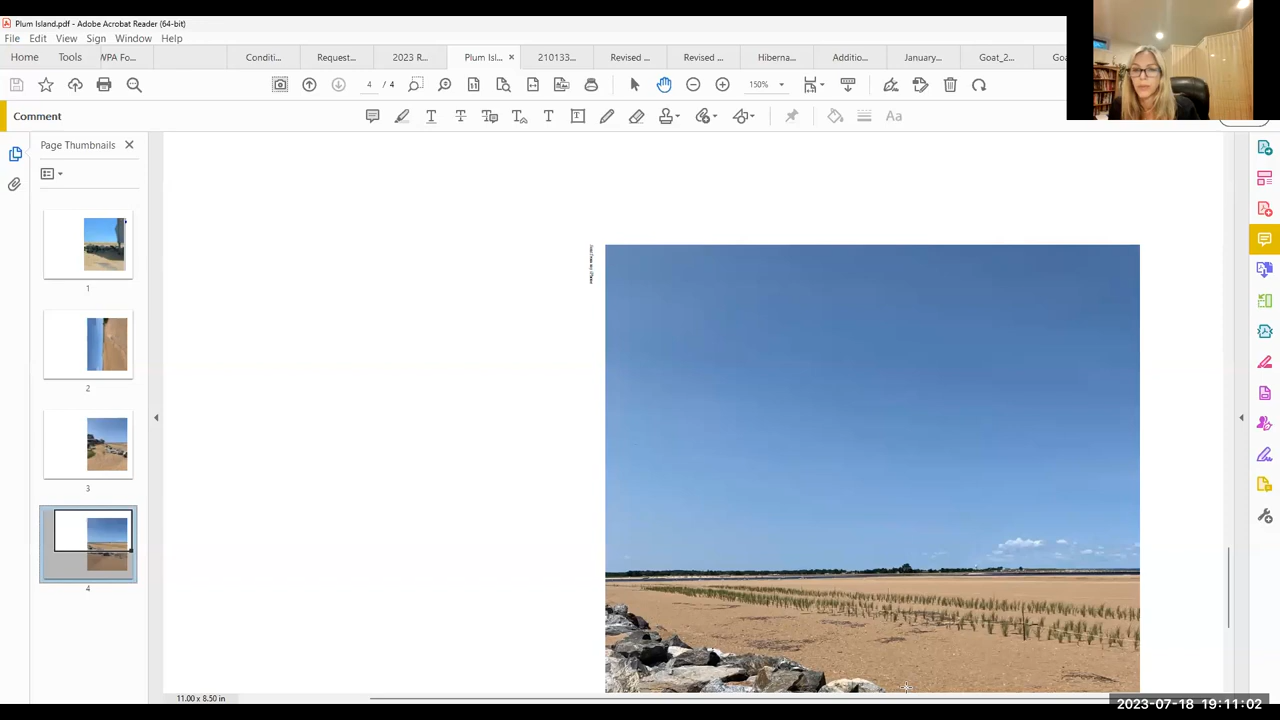 Plum Island.pdf - Adobe Acrobat Reader (64-bit)
File Edit View Sign Window Help
Home Tools WPA Fo... Conditi... Request... 2023 R... Plum Isl... × 210133... Revised ... Revised ... Hiberna... Additio... January... Goat_2...
4 / 4 150%
Comment
Aa
Page Thumbnails ×
1
2
3
4
11.00 x 8.50 in
2023-07-18 19:11:02